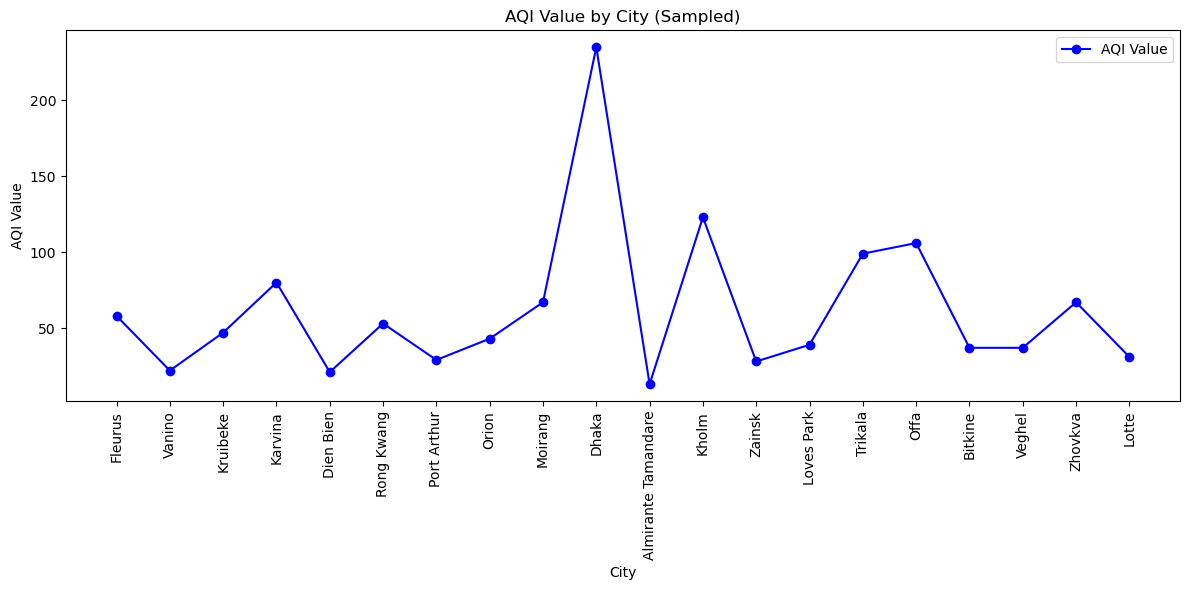 AQI Value by City (Sampled)
AQI Value
AQI Value
200
150
100
50
Fleurus
Vanino
Kruibeke
Karvina
Dien Bien
Rong Kwang
Port Arthur
Orion
Moirang
Dhaka
Almirante Tamandare
Kholm
Zainsk
Loves Park
Trikala
Offa
Bitkine
Veghel
Zhovkva
Lotte
City